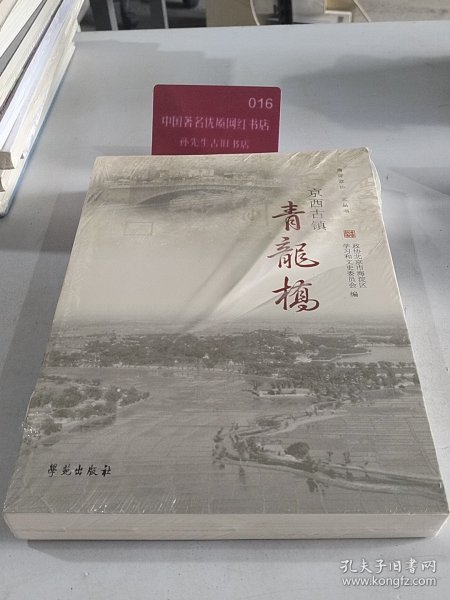 016
中国著名优质网红书店
孙先生古旧书店
京西古镇
青龍橋
政协北京市海淀区
学习和文史委员会 编
學苑出版社
孔夫子旧书网
www.kongfz.com